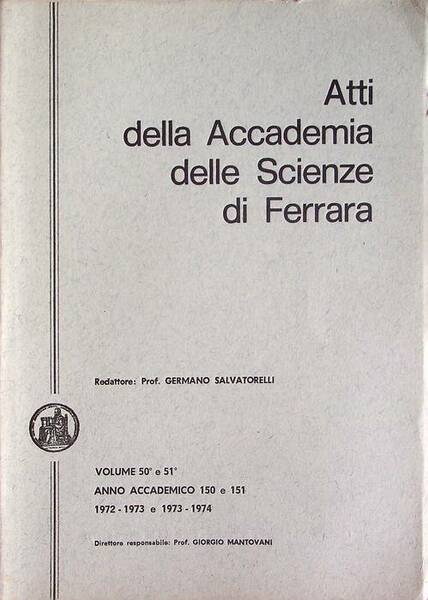 Atti
della Accademia
delle Scienze
di Ferrara
Redattore: Prof. GERMANO SALVATORELLI
VOLUME 50° e 51°
ANNO ACCADEMICO 150 e 151
1972 - 1973 e 1973 - 1974
Direttore responsabile: Prof. GIORGIO MANTOVANI